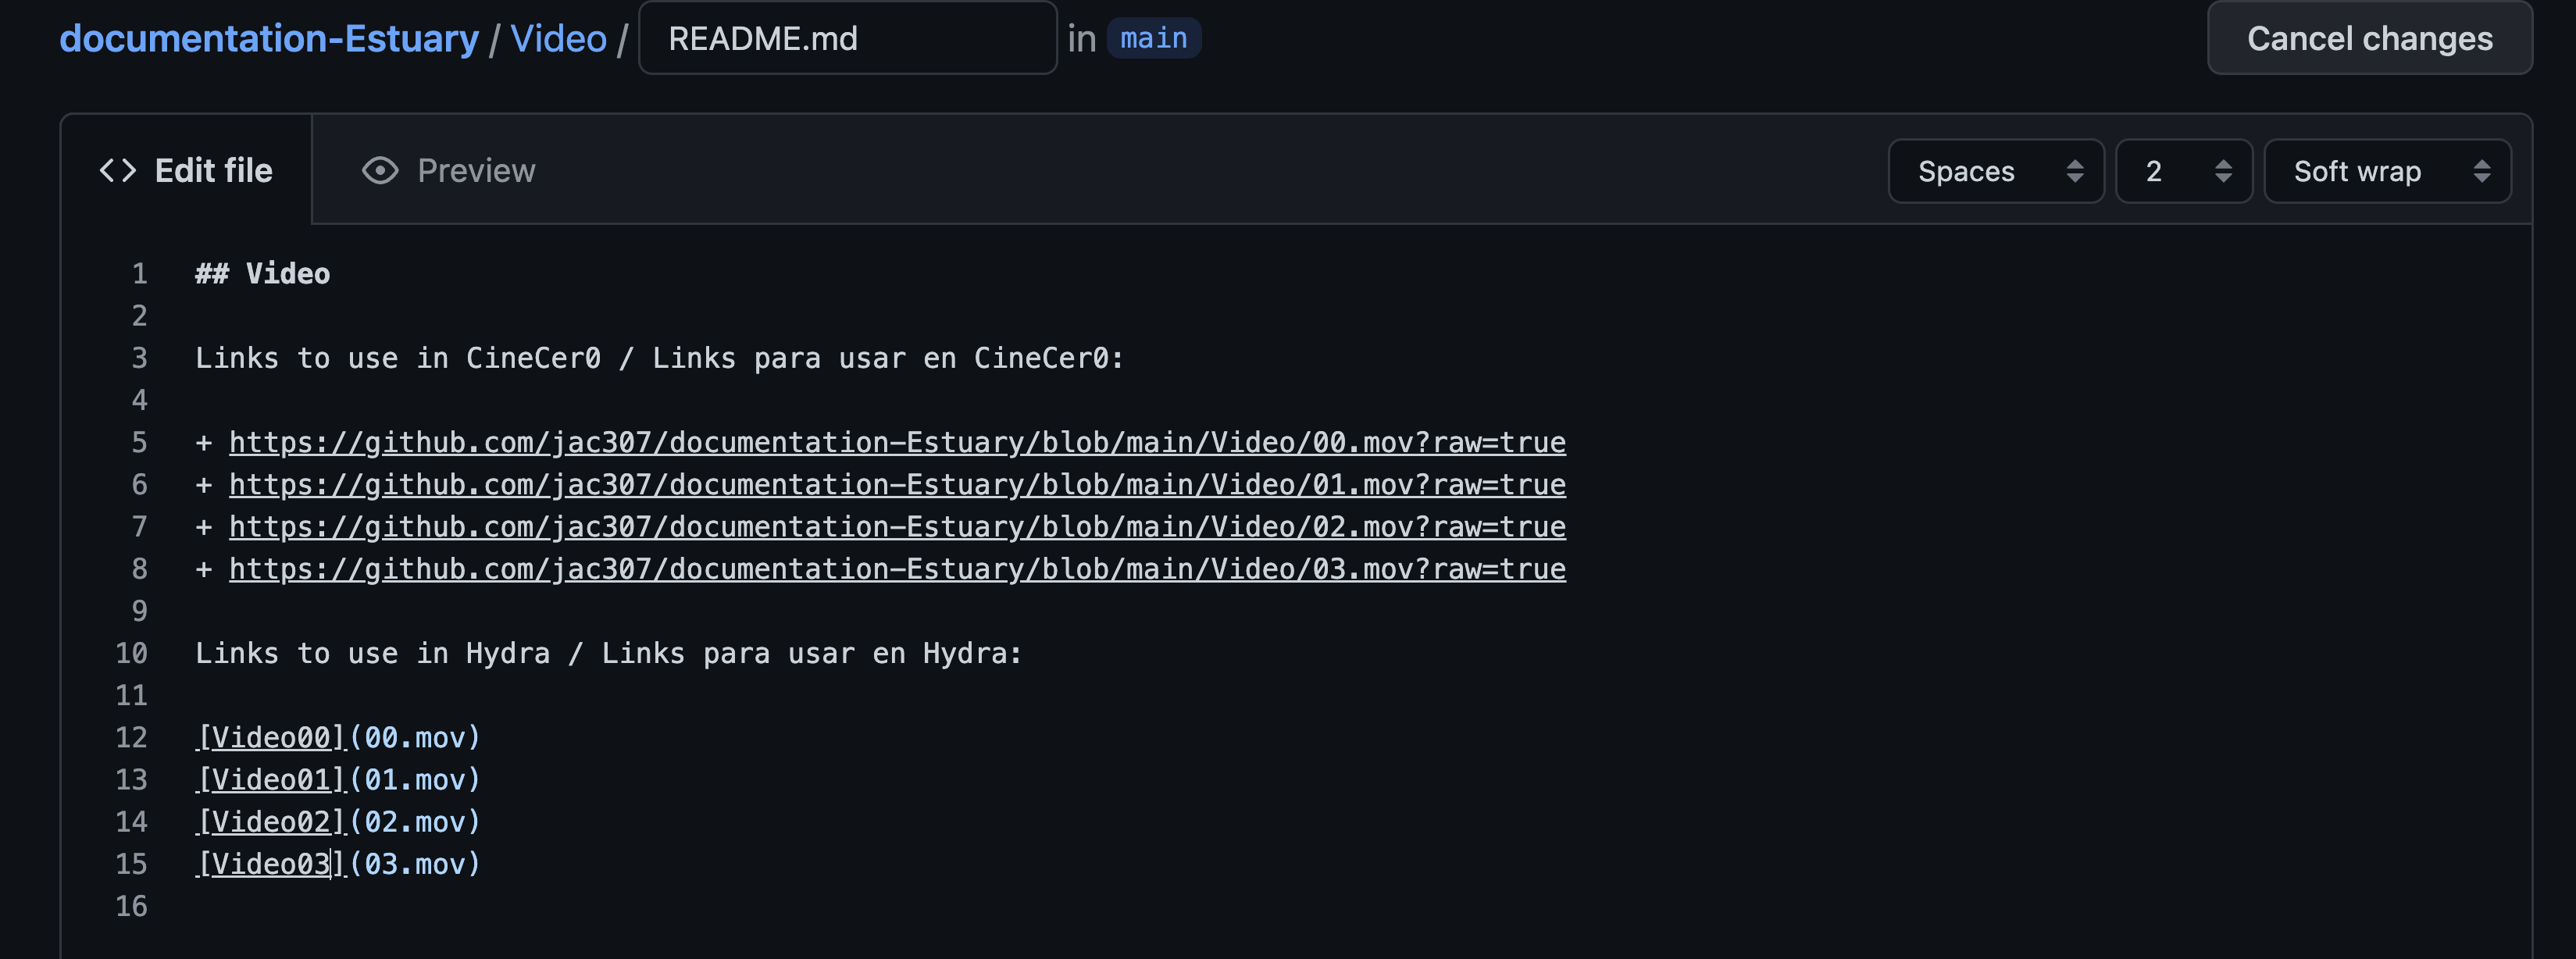 documentation-Estuary / Video / README.md in main Cancel changes
<> Edit file Preview Spaces 2 Soft wrap
1 ## Video
2
3 Links to use in CineCer0 / Links para usar en CineCer0:
4
5 + https://github.com/jac307/documentation-Estuary/blob/main/Video/00.mov?raw=true
6 + https://github.com/jac307/documentation-Estuary/blob/main/Video/01.mov?raw=true
7 + https://github.com/jac307/documentation-Estuary/blob/main/Video/02.mov?raw=true
8 + https://github.com/jac307/documentation-Estuary/blob/main/Video/03.mov?raw=true
9
10 Links to use in Hydra / Links para usar en Hydra:
11
12 [Video00](00.mov)
13 [Video01](01.mov)
14 [Video02](02.mov)
15 [Video03](03.mov)
16